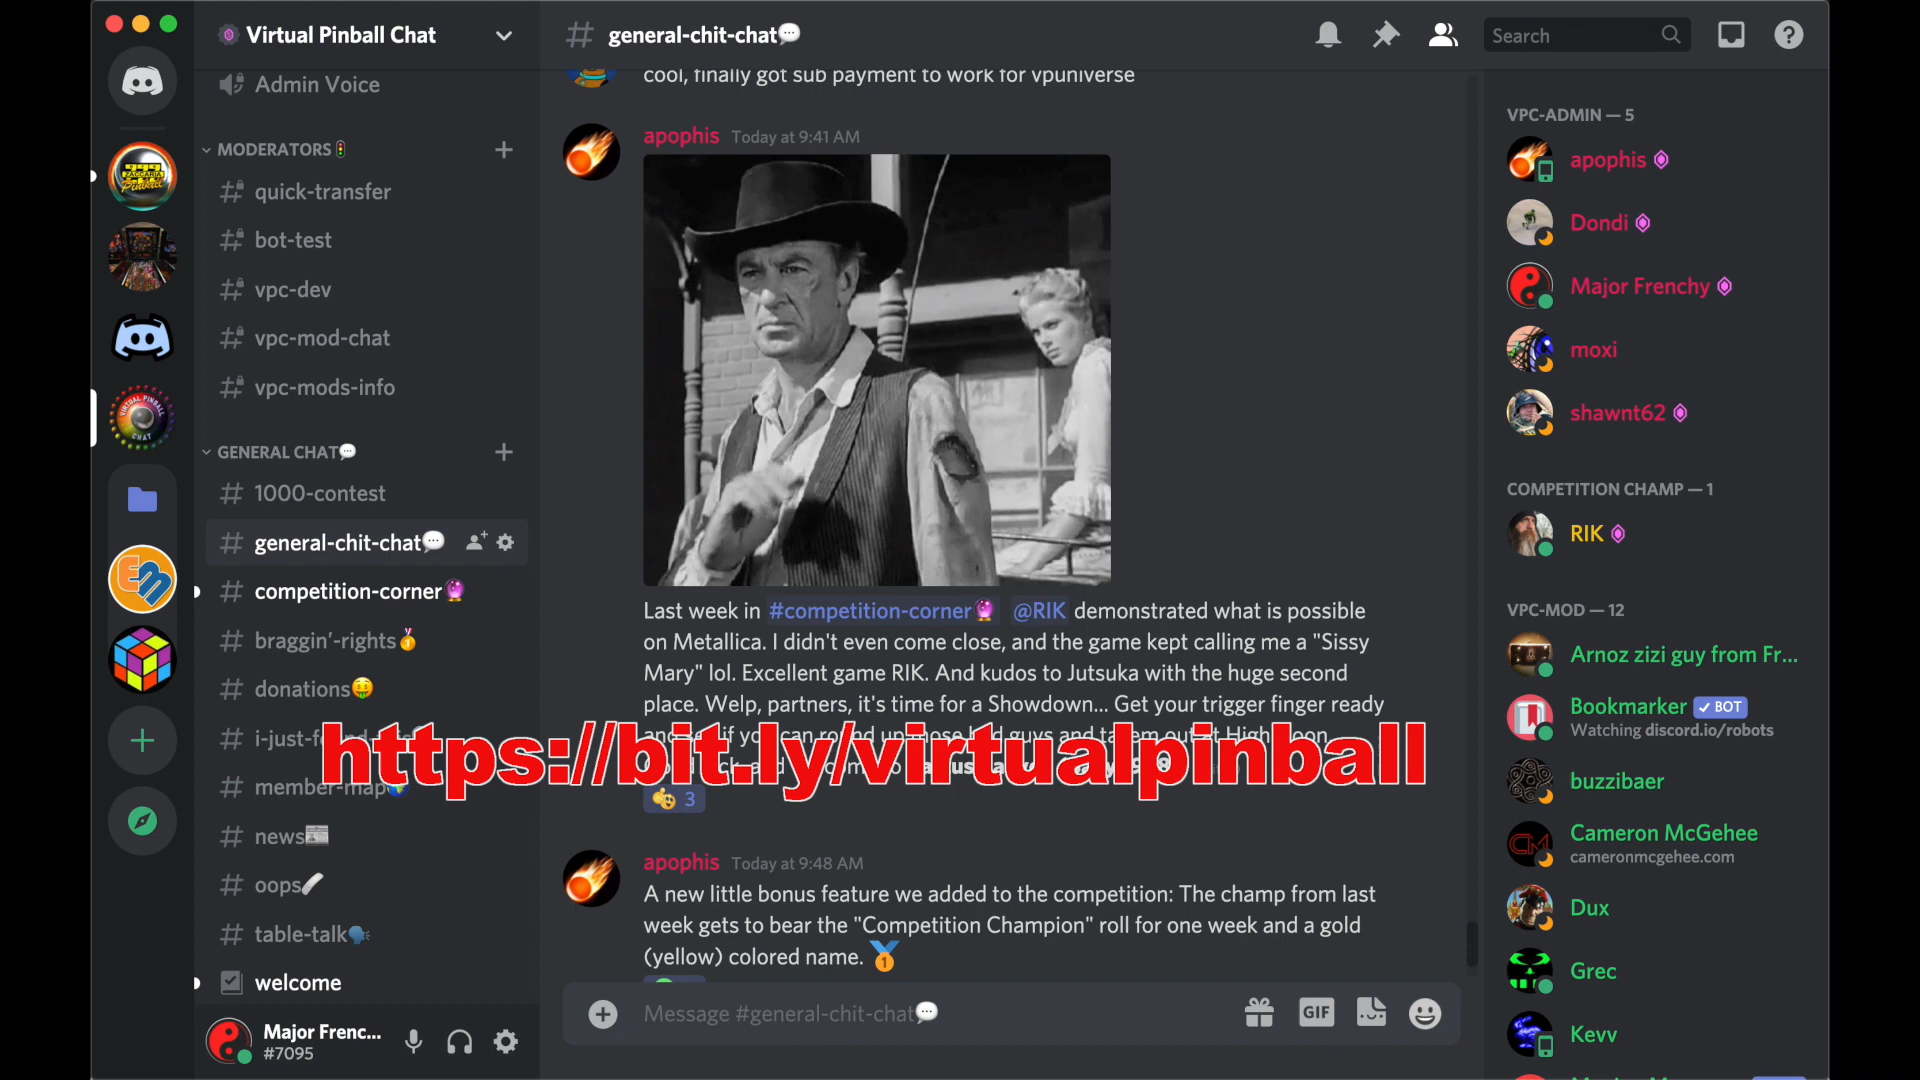 Virtual Pinball Chat
Admin Voice
MODERATORS
quick-transfer
bot-test
vpc-dev
vpc-mod-chat
vpc-mods-info
GENERAL CHAT
1000-contest
general-chit-chat
competition-corner
braggin'-rights
donations
member-map
news
oops
table-talk
welcome
Major Frenc...
#7095
general-chit-chat
Search
cool, finally got sub payment to work for vpuniverse
apophis Today at 9:41 AM
Last week in #competition-corner @RIK demonstrated what is possible
on Metallica. I didn't even come close, and the game kept calling me a "Sissy
Mary" lol. Excellent game RIK. And kudos to Jutsuka with the huge second
place. Welp, partners, it's time for a Showdown... Get your trigger finger ready
https://bit.ly/virtualpinball
3
apophis Today at 9:48 AM
A new little bonus feature we added to the competition: The champ from last
week gets to bear the "Competition Champion" roll for one week and a gold
(yellow) colored name.
Message #general-chit-chat
GIF
VPC-ADMIN — 5
apophis
Dondi
Major Frenchy
moxi
shawnt62
COMPETITION CHAMP — 1
RIK
VPC-MOD — 12
Arnoz zizi guy from Fr...
Bookmarker BOT
Watching discord.io/robots
buzzibaer
Cameron McGehee
cameronmcgehee.com
Dux
Grec
Kevv